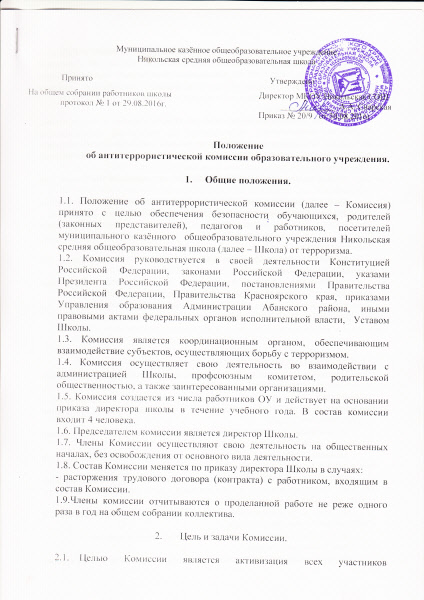 Муниципальное казённое общеобразовательное учреждение
Никольская средняя общеобразовательная школа
Принято
Утверждено
На общем собрании работников школы
Директор
протокол № 1 от 29.08.2016г.
Приказ № 20/9
Положение
об антитеррористической комиссии образовательного учреждения.
1. Общие положения.
1.1. Положение об антитеррористической комиссии (далее – Комиссия)
принято с целью обеспечения безопасности обучающихся, родителей
(законных представителей), педагогов и работников, посетителей
муниципального казённого общеобразовательного учреждения Никольская
средняя общеобразовательная школа (далее – Школа) от терроризма.
1.2. Комиссия руководствуется в своей деятельности Конституцией
Российской Федерации, законами Российской Федерации, указами
Президента Российской Федерации, постановлениями Правительства
Российской Федерации, Правительства Красноярского края, приказами
Управления образования Администрации Абанского района, иными
правовыми актами федеральных органов исполнительной власти, Уставом
Школы.
1.3. Комиссия является координационным органом, обеспечивающим
взаимодействие субъектов, осуществляющих борьбу с терроризмом.
1.4. Комиссия осуществляет свою деятельность во взаимодействии с
администрацией Школы, профсоюзным комитетом, родительской
общественностью, а также заинтересованными организациями.
1.5. Комиссия создается из числа работников ОУ и действует на основании
приказа директора школы в течение учебного года. В состав комиссии
входит 4 человека.
1.6. Председателем комиссии является директор Школы.
1.7. Члены Комиссии осуществляют свою деятельность на общественных
началах, без освобождения от основного вида деятельности.
1.8. Состав Комиссии меняется по приказу директора Школы в случаях:
- расторжения трудового договора (контракта) с работником, входящим в
состав Комиссии.
1.9.Члены комиссии отчитываются о проделанной работе не реже одного
раза в год на общем собрании коллектива.
2. Цель и задачи Комиссии.
2.1. Целью Комиссии является активизация всех участников